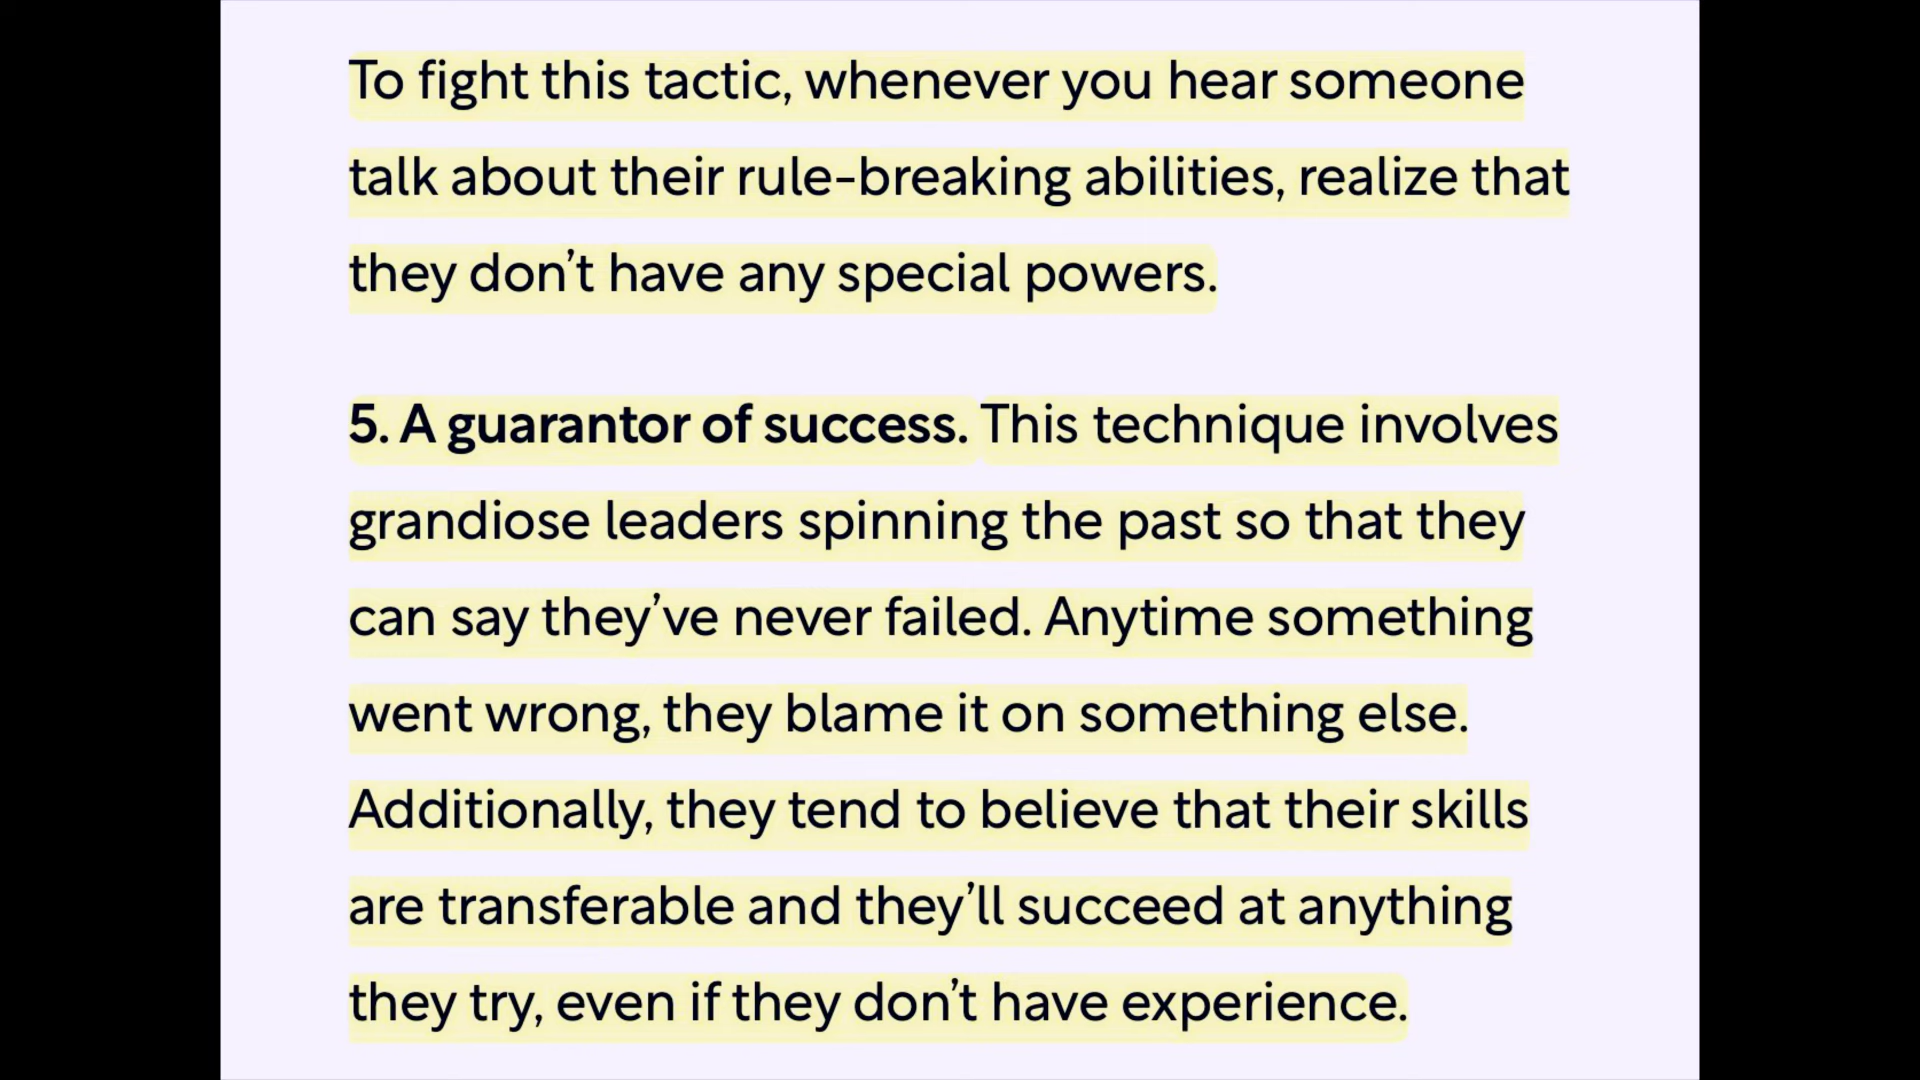 To fight this tactic, whenever you hear someone
talk about their rule-breaking abilities, realize that
they don’t have any special powers.
5. A guarantor of success. This technique involves
grandiose leaders spinning the past so that they
can say they’ve never failed. Anytime something
went wrong, they blame it on something else.
Additionally, they tend to believe that their skills
are transferable and they’ll succeed at anything
they try, even if they don’t have experience.